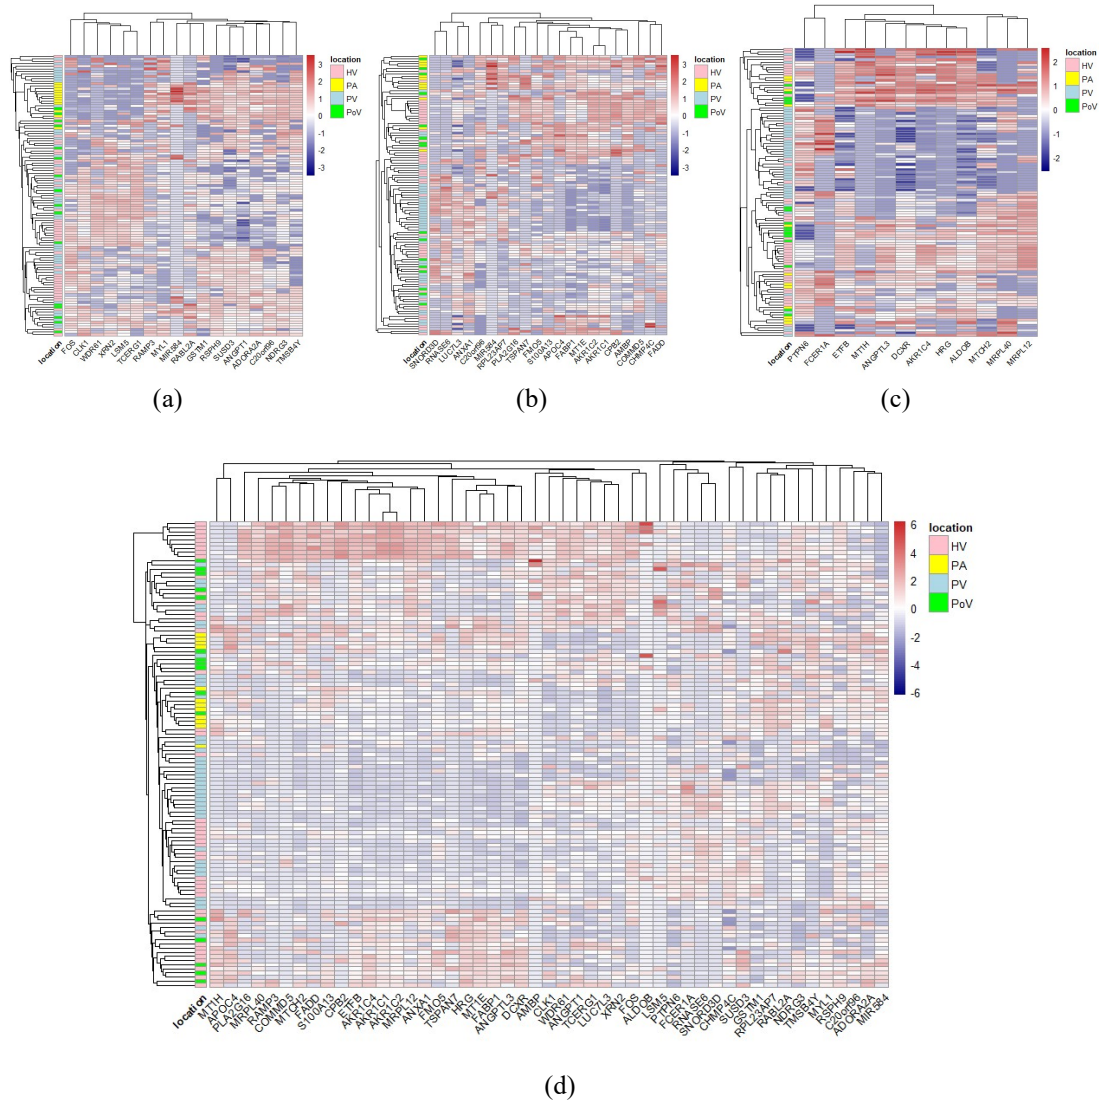 location
HV
PA
PV
PoV
3
2
1
0
-1
-2
-3
location
FOS
CLK1
WDR61
XRN2
LSM5
TCERG1
RAMP3
MYL1
MIR584
RABL2A
GSTM1
RSPH9
SUSD3
ANGPT1
ADORA2A
C20orf96
NDRG3
TMSB4Y
(a)
location
HV
PA
PV
PoV
3
2
1
0
-1
-2
-3
location
SNORD3D
RNASE6
LUC7L3
ANXA1
C20orf96
MIR584
RPL23AP7
PLA2G16
TSPAN7
FMO5
S100A13
APOC4
FABP1
MT1E
AKR1C2
AKR1C1
CPB2
AMBP
COMMD5
CHMP4C
FADD
(b)
location
HV
PA
PV
PoV
2
1
0
-1
-2
location
PTPN6
FCER1A
ETFB
MT1H
ANGPTL3
DCXR
AKR1C4
HRG
ALDOB
MTCH2
MRPL40
MRPL12
(c)
location
HV
PA
PV
PoV
6
4
2
0
-2
-4
-6
location
MT1H
APOC4
PLA2G16
MRPL40
RAMP3
COMMD5
MTCH2
FADD
S100A13
CPB2
ETFB
AKR1C4
AKR1C1
AKR1C2
MRPL12
ANXA1
FMO5
TSPAN7
HRG
MT1E
FABP1
ANGPTL3
DCXR
AMBP
CLK1
WDR61
ANGPT1
TCERG1
LUC7L3
XRN2
FOS
ALDOB
LSM5
PTPN6
FCER1A
RNASE6
SNORD3D
CHMP4C
SUSD3
GSTM1
RPL23AP7
RABL2A
NDRG3
TMSB4Y
MYL1
RSPH9
C20orf96
ADORA2A
MIR584
(d)